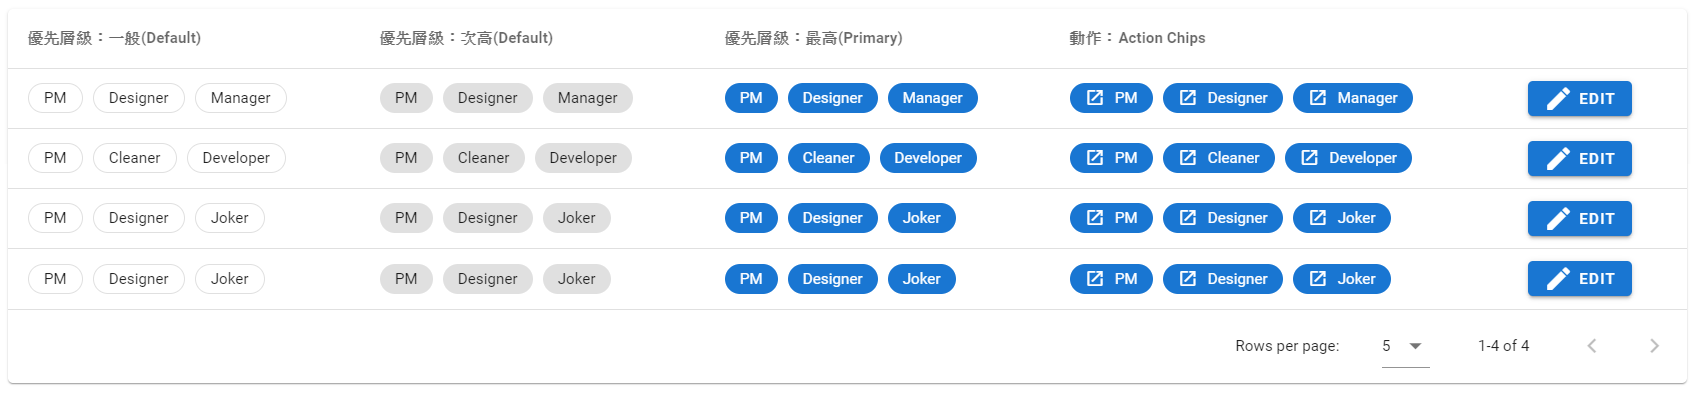 優先層級：一般(Default) 優先層級：次高(Default) 優先層級：最高(Primary) 動作：Action Chips
PM Designer Manager PM Designer Manager PM Designer Manager PM Designer Manager EDIT
PM Cleaner Developer PM Cleaner Developer PM Cleaner Developer PM Cleaner Developer EDIT
PM Designer Joker PM Designer Joker PM Designer Joker PM Designer Joker EDIT
PM Designer Joker PM Designer Joker PM Designer Joker PM Designer Joker EDIT
Rows per page: 5 1-4 of 4